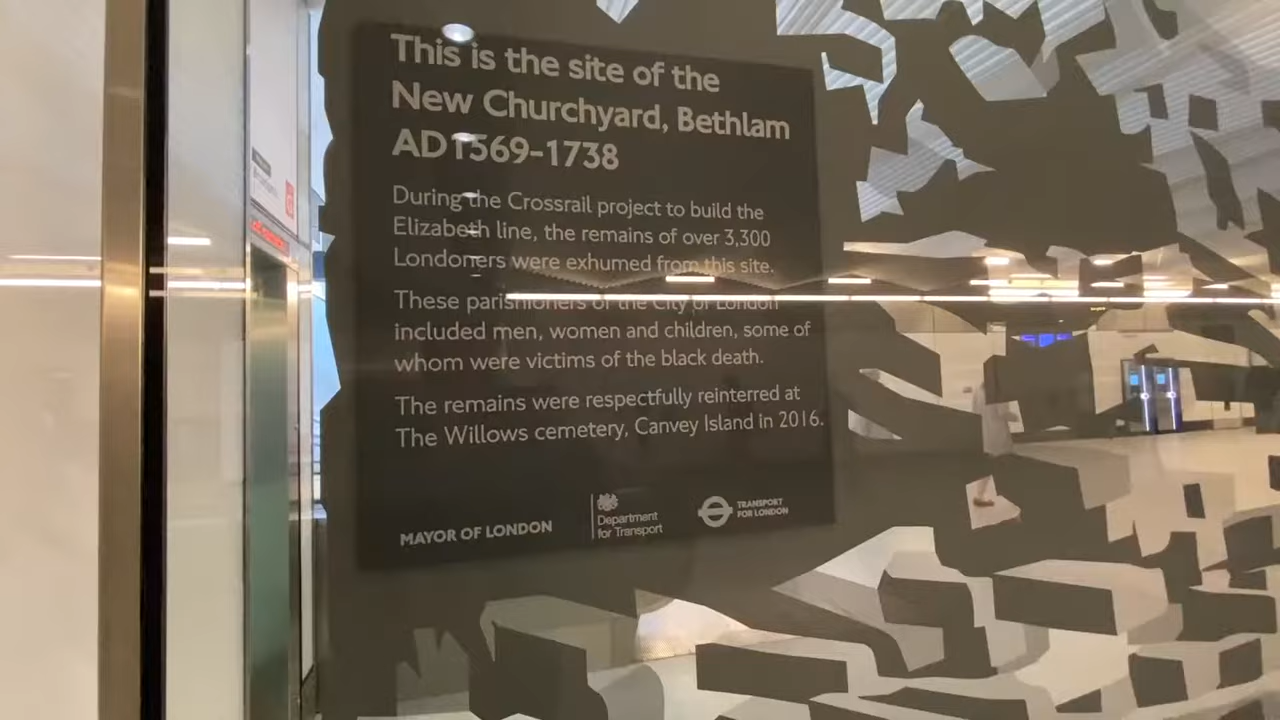 This is the site of the
New Churchyard, Bethlam
AD1569-1738
During the Crossrail project to build the
Elizabeth line, the remains of over 3,300
Londoners were exhumed from this site.
These parishioners of the City of London
included men, women and children, some of
whom were victims of the black death.
The remains were respectfully reinterred at
The Willows cemetery, Canvey Island in 2016.
MAYOR OF LONDON
Department
for Transport
TRANSPORT
FOR LONDON